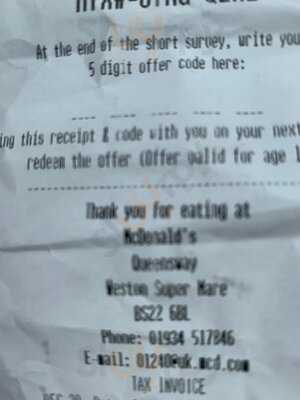 At the end of the short survey, write you
5 digit offer code here:
ing this receipt & code with you on your next
redeem the offer (Offer valid for age 1
Thank you for eating at
McDonald's
Queensway
Weston Super Mare
BS22 6BL
Phone: 01934 517846
E-mail: 01240@uk.mcd.com
TAX INVOICE